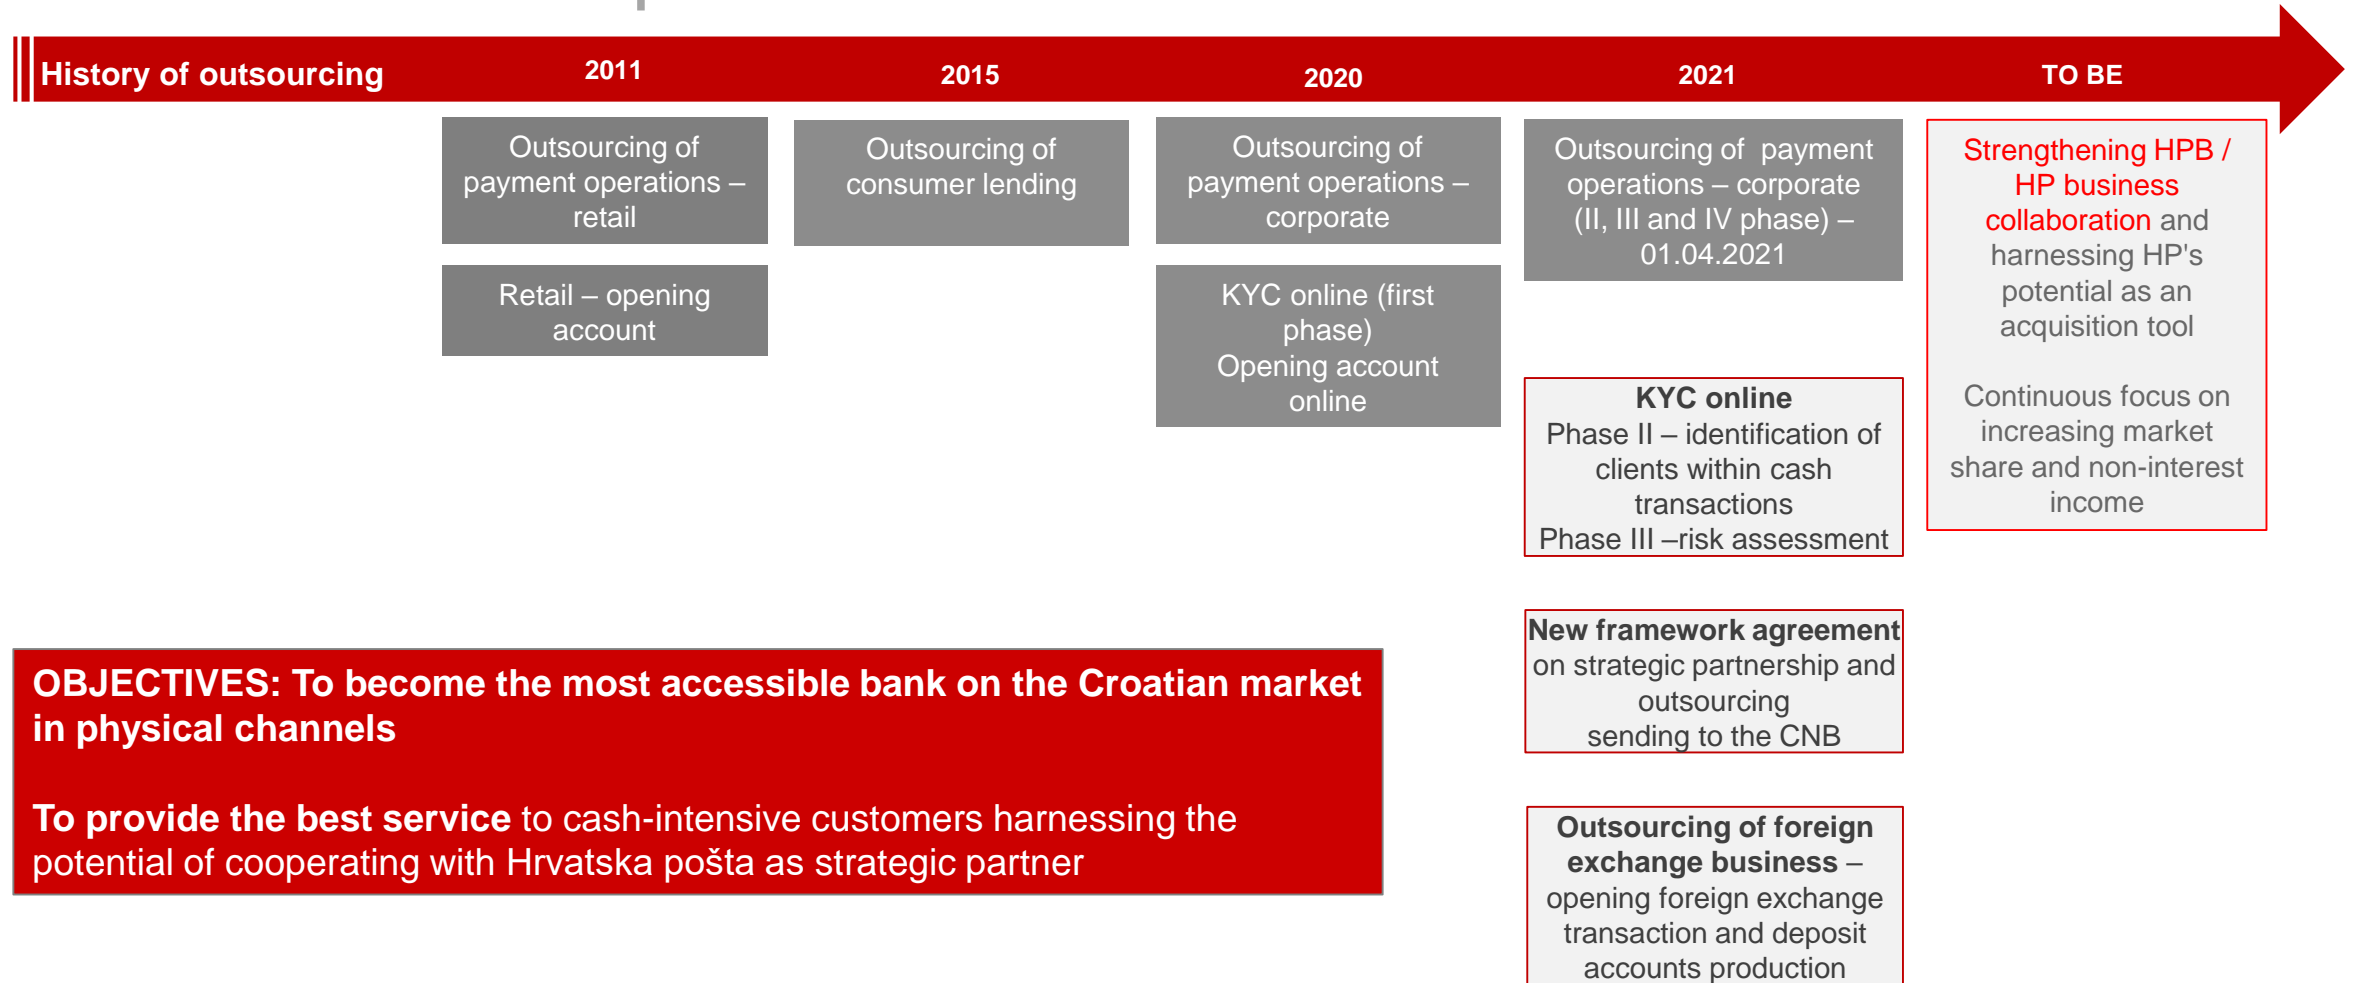 History of outsourcing
2011
2015
2020
2021
TO BE
Outsourcing of
payment operations –
retail
Retail – opening
account
Outsourcing of
consumer lending
Outsourcing of
payment operations –
corporate
KYC online (first
phase)
Opening account
online
Outsourcing of  payment
operations – corporate
(II, III and IV phase) –
01.04.2021
KYC online
Phase II – identification of
clients within cash
transactions
Phase III –risk assessment
New framework agreement
on strategic partnership and
outsourcing
sending to the CNB
Outsourcing of foreign
exchange business –
opening foreign exchange
transaction and deposit
accounts production
Strengthening HPB /
HP business
collaboration and
harnessing HP's
potential as an
acquisition tool
Continuous focus on
increasing market
share and non-interest
income
OBJECTIVES: To become the most accessible bank on the Croatian market
in physical channels
To provide the best service to cash-intensive customers harnessing the
potential of cooperating with Hrvatska pošta as strategic partner